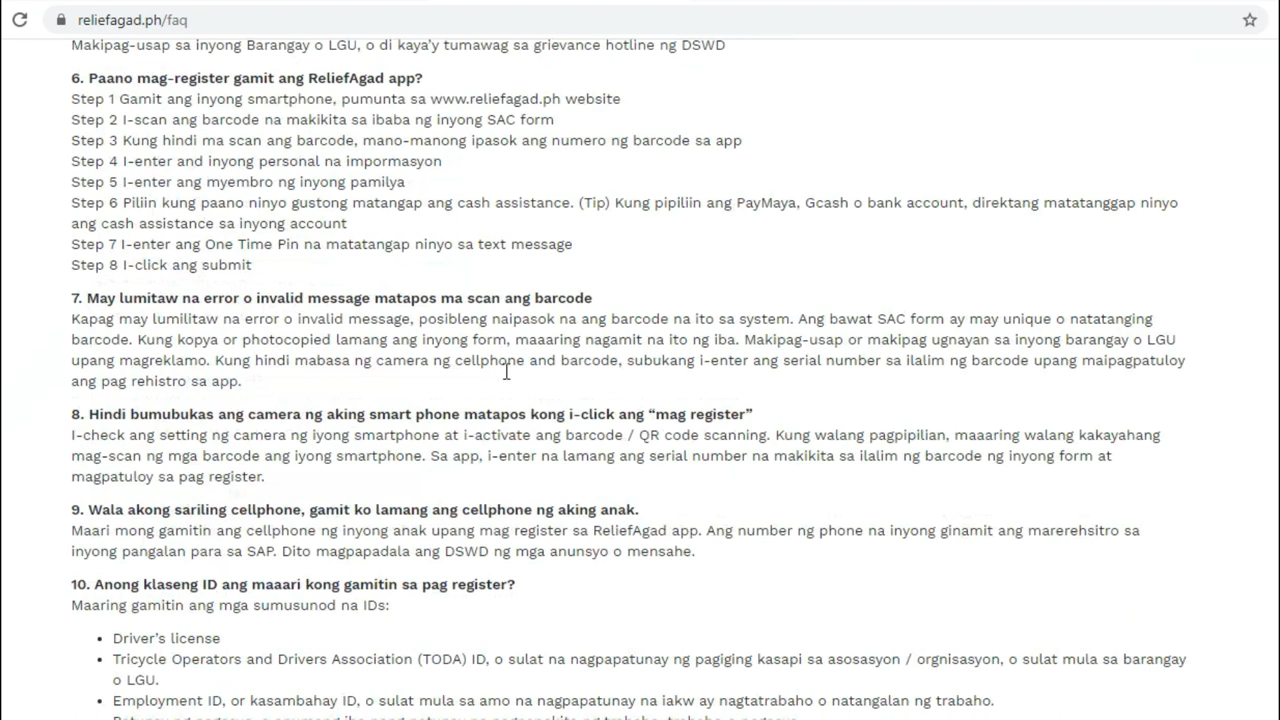 reliefagad.ph/faq
Makipag-usap sa inyong Barangay o LGU, o di kaya'y tumawag sa grievance hotline ng DSWD
6. Paano mag-register gamit ang ReliefAgad app?
Step 1 Gamit ang inyong smartphone, pumunta sa www.reliefagad.ph website
Step 2 I-scan ang barcode na makikita sa ibaba ng inyong SAC form
Step 3 Kung hindi ma scan ang barcode, mano-manong ipasok ang numero ng barcode sa app
Step 4 I-enter and inyong personal na impormasyon
Step 5 I-enter ang myembro ng inyong pamilya
Step 6 Piliin kung paano ninyo gustong matangap ang cash assistance. (Tip) Kung pipiliin ang PayMaya, Gcash o bank account, direktang matatanggap ninyo
ang cash assistance sa inyong account
Step 7 I-enter ang One Time Pin na matatangap ninyo sa text message
Step 8 I-click ang submit
7. May lumitaw na error o invalid message matapos ma scan ang barcode
Kapag may lumilitaw na error o invalid message, posibleng naipasok na ang barcode na ito sa system. Ang bawat SAC form ay may unique o natatanging
barcode. Kung kopya or photocopied lamang ang inyong form, maaaring nagamit na ito ng iba. Makipag-usap or makipag ugnayan sa inyong barangay o LGU
upang magreklamo. Kung hindi mabasa ng camera ng cellphone and barcode, subukang i-enter ang serial number sa ilalim ng barcode upang maipagpatuloy
ang pag rehistro sa app.
8. Hindi bumubukas ang camera ng aking smart phone matapos kong i-click ang “mag register”
I-check ang setting ng camera ng iyong smartphone at i-activate ang barcode / QR code scanning. Kung walang pagpipilian, maaaring walang kakayahang
mag-scan ng mga barcode ang iyong smartphone. Sa app, i-enter na lamang ang serial number na makikita sa ilalim ng barcode ng inyong form at
magpatuloy sa pag register.
9. Wala akong sariling cellphone, gamit ko lamang ang cellphone ng aking anak.
Maari mong gamitin ang cellphone ng inyong anak upang mag register sa ReliefAgad app. Ang number ng phone na inyong ginamit ang marerehsitro sa
inyong pangalan para sa SAP. Dito magpapadala ang DSWD ng mga anunsyo o mensahe.
10. Anong klaseng ID ang maaari kong gamitin sa pag register?
Maaring gamitin ang mga sumusunod na IDs:
• Driver's license
• Tricycle Operators and Drivers Association (TODA) ID, o sulat na nagpapatunay ng pagiging kasapi sa asosasyon / orgnisasyon, o sulat mula sa barangay
o LGU.
• Employment ID, or kasambahay ID, o sulat mula sa amo na nagpapatunay na iakw ay nagtatrabaho o natangalan ng trabaho.